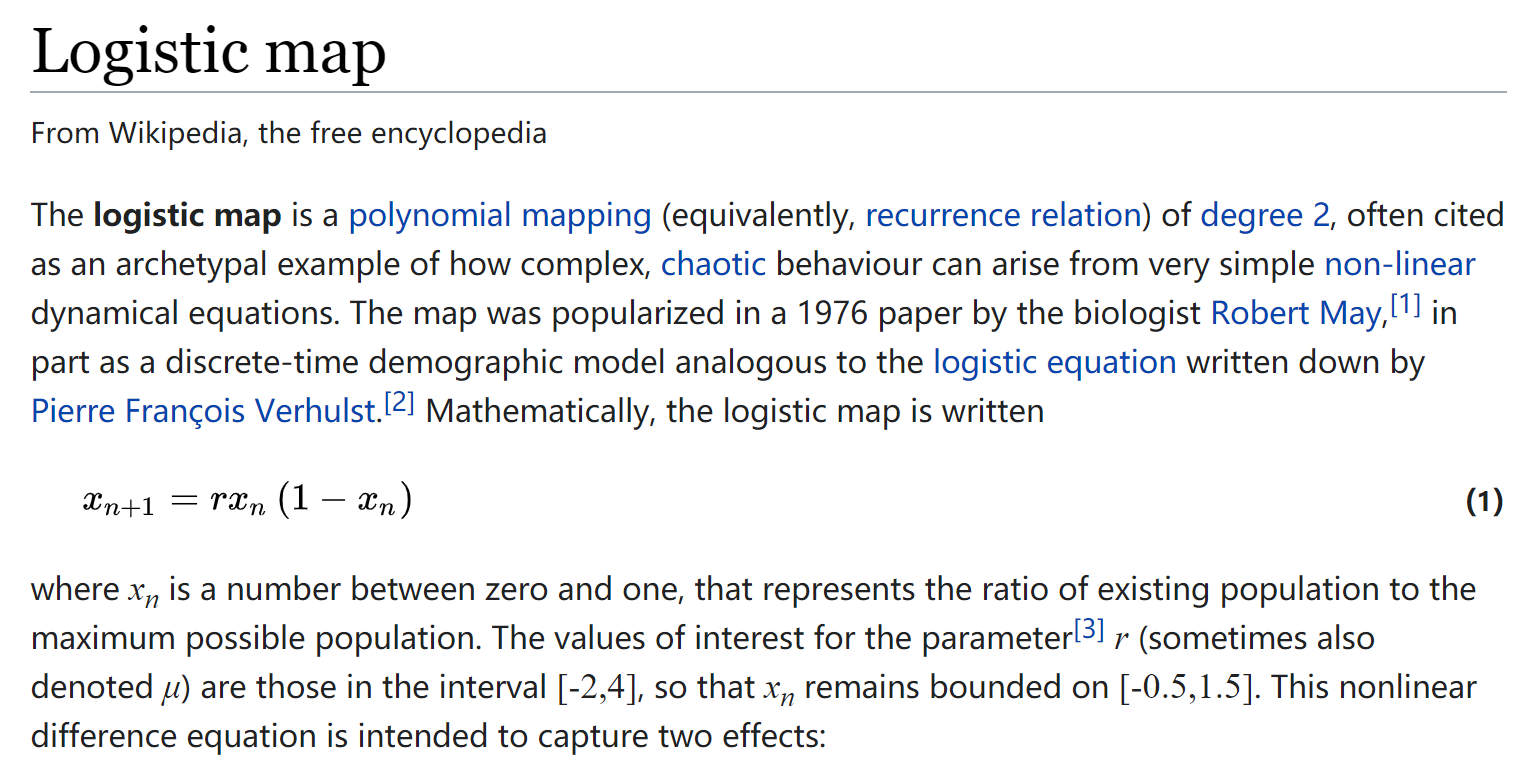 Logistic map
From Wikipedia, the free encyclopedia
The logistic map is a polynomial mapping (equivalently, recurrence relation) of degree 2, often cited
as an archetypal example of how complex, chaotic behaviour can arise from very simple non-linear
dynamical equations. The map was popularized in a 1976 paper by the biologist Robert May,[1] in
part as a discrete-time demographic model analogous to the logistic equation written down by
Pierre François Verhulst.[2] Mathematically, the logistic map is written
xₙ₊₁ = rxₙ (1 − xₙ) (1)
where xₙ is a number between zero and one, that represents the ratio of existing population to the
maximum possible population. The values of interest for the parameter[3] r (sometimes also
denoted μ) are those in the interval [-2,4], so that xₙ remains bounded on [-0.5,1.5]. This nonlinear
difference equation is intended to capture two effects: